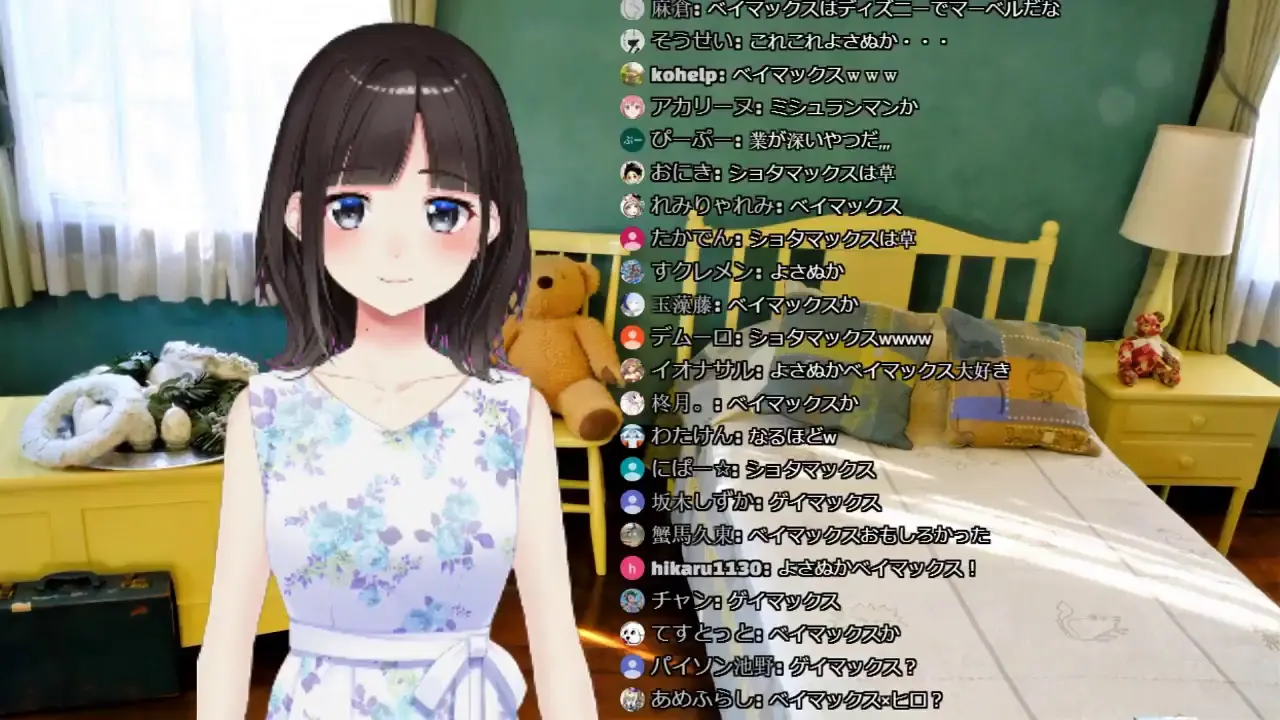 麻倉: ベイマックスはディズニーでマーベルだな
そうせい: これこれよさぬか・・・
kohelp: ベイマックスｗｗｗ
アカリーヌ: ミシュランマンか
ぷー ぴーぷー: 業が深いやつだ,,,
おにき: ショタマックスは草
れみりゃれみ: ベイマックス
たかでん: ショタマックスは草
すクレメン: よさぬか
玉藻藤: ベイマックスか
デムーロ: ショタマックスwwww
イオナサル: よさぬかベイマックス大好き
柊月。: ベイマックスか
わたけん: なるほどw
にぱー☆: ショタマックス
坂木しずか: ゲイマックス
蟹馬久東: ベイマックスおもしろかった
h hikaru1130: よさぬかベイマックス！
チャン: ゲイマックス
てすとっと: ベイマックスか
パイソン池野: ゲイマックス？
あめふらし: ベイマックス×ヒロ？